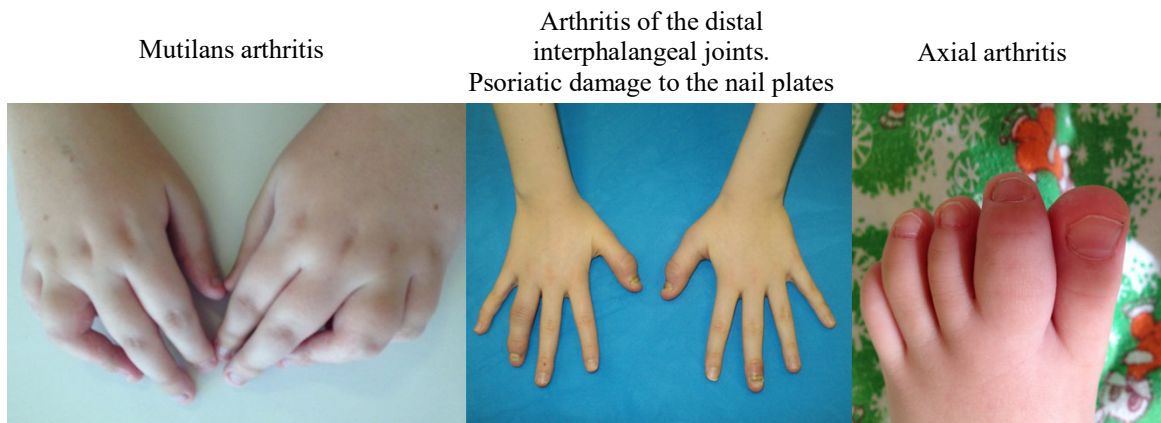 Mutilans arthritis
Arthritis of the distal
interphalangeal joints.
Psoriatic damage to the nail plates
Axial arthritis